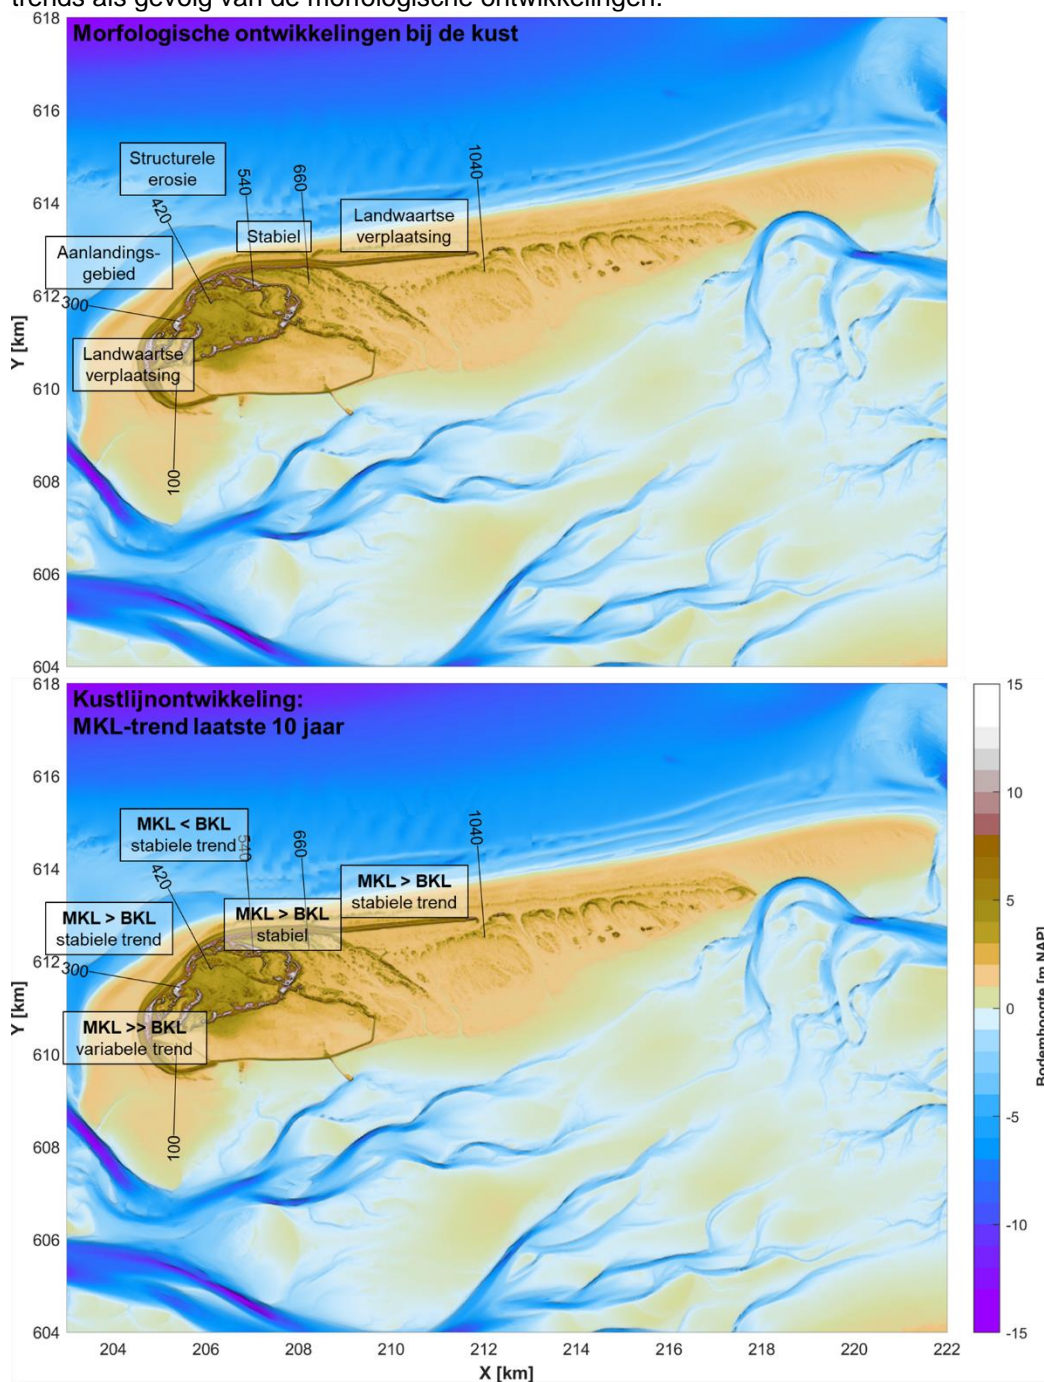 trends als gevolg van de morfologische ontwikkelingen.
618
Morfologische ontwikkelingen bij de kust
616
Structurele
erosie
1040
540
660
614
420
Landwaartse
verplaatsing
Stabiel
Aanlandings-
gebied
612
300
Y [km]
Landwaartse
verplaatsing
610
608
100
606
604
618
Kustlijnontwikkeling:
MKL-trend laatste 10 jaar
15
616
10
MKL < BKL
stabiele trend
1040
540
660
614
420
MKL > BKL
stabiele trend
5
MKL > BKL
stabiele trend
MKL > BKL
stabiel
612
300
Y [km]
0
MKL >> BKL
variabele trend
610
Bodemhoogte [m NAP]
608
100
-5
606
-10
604
-15
204
206
208
210
212
214
216
218
220
222
X [km]